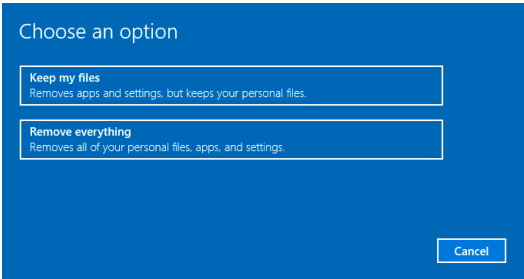 Choose an option
Keep my files
Removes apps and settings, but keeps your personal files.
Remove everything
Removes all of your personal files, apps, and settings.
Cancel